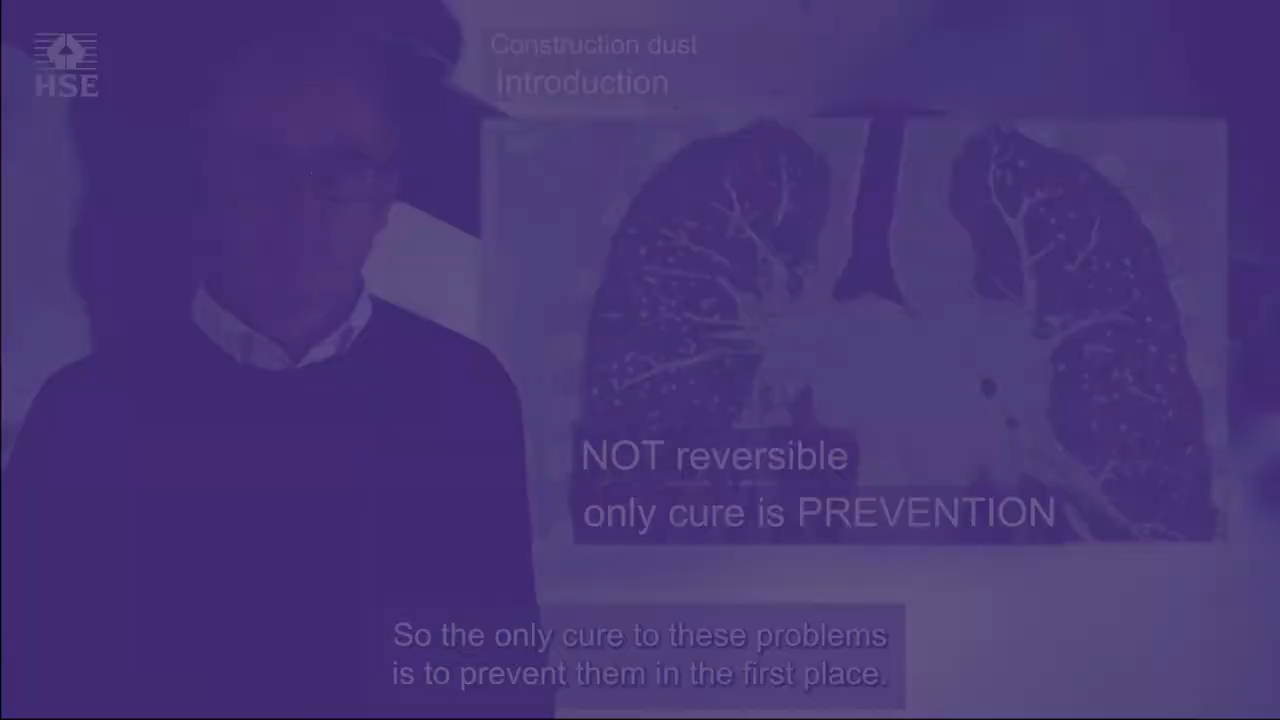 HSE
Construction dust
Introduction
NOT reversible
only cure is PREVENTION
So the only cure to these problems
is to prevent them in the first place.